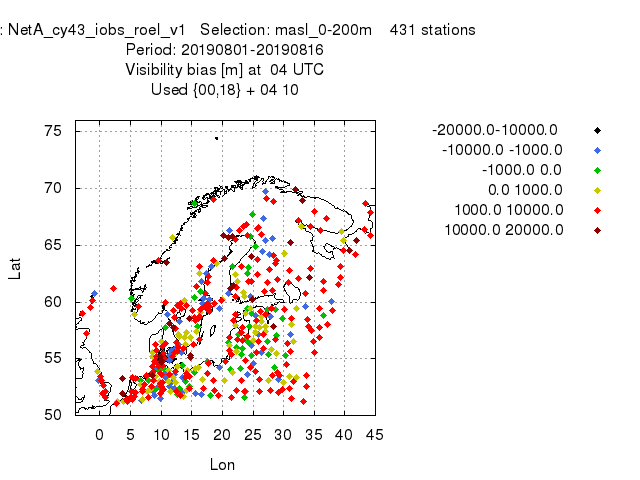 : NetA_cy43_iobs_roel_v1 Selection: masl_0-200m 431 stations
Period: 20190801-20190816
Visibility bias [m] at 04 UTC
Used {00,18} + 04 10
-20000.0-10000.0
-10000.0 -1000.0
-1000.0 0.0
0.0 1000.0
1000.0 10000.0
10000.0 20000.0
75
70
65
60
55
50
Lat
0 5 10 15 20 25 30 35 40 45
Lon